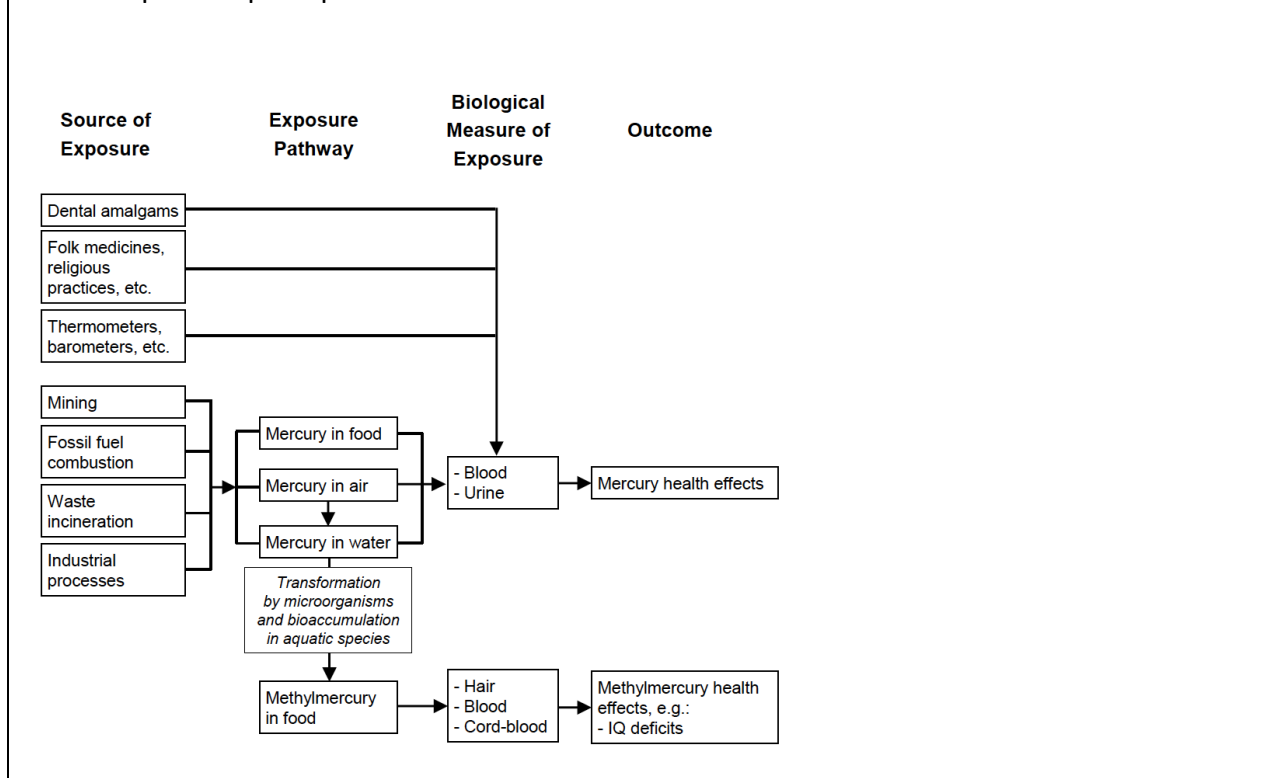 Source of
Exposure
Exposure
Pathway
Biological
Measure of
Exposure
Outcome
Dental amalgams
Folk medicines,
religious
practices, etc.
Thermometers,
barometers, etc.
Mining
Fossil fuel
combustion
Waste
incineration
Industrial
processes
Mercury in food
Mercury in air
Mercury in water
- Blood
- Urine
Mercury health effects
Transformation
by microorganisms
and bioaccumulation
in aquatic species
Methylmercury
in food
- Hair
- Blood
- Cord-blood
Methylmercury health
effects, e.g.:
- IQ deficits